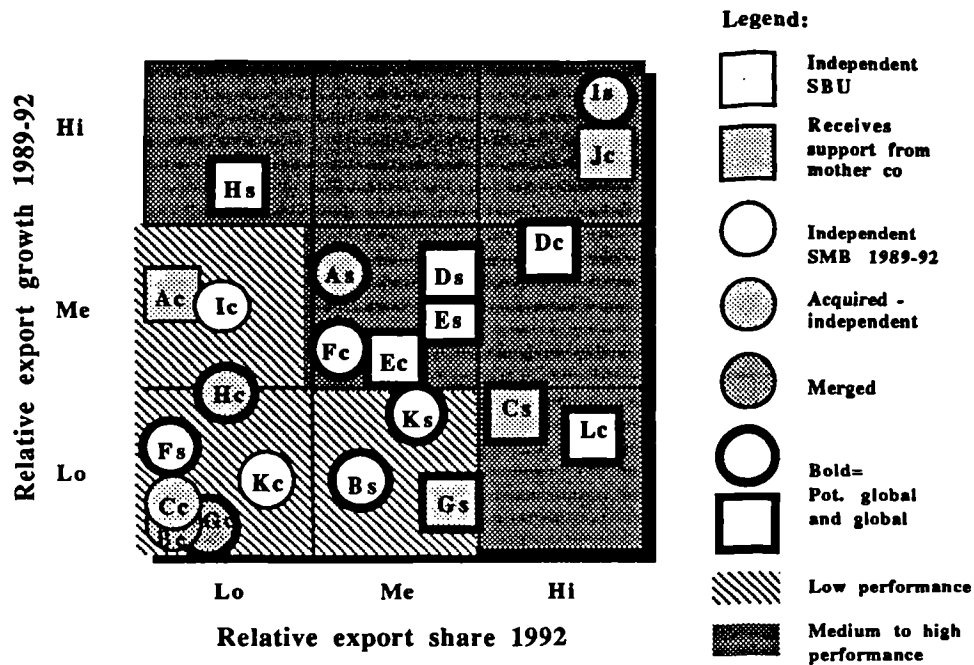 Legend:
Independent
SBU
Receives
support from
mother co
Independent
SMB 1989-92
Acquired -
independent
Merged
Bold=
Pot. global
and global
Low performance
Medium to high
performance
Relative export growth 1989-92
Hi
Me
Lo
Is
Jc
Hs
Dc
As
Ds
Ac
Ic
Es
Fc
Ec
Hc
Ks
Cs
Lc
Fs
Kc
Bs
Gs
Cc
Gc
Bc
Lo
Me
Hi
Relative export share 1992